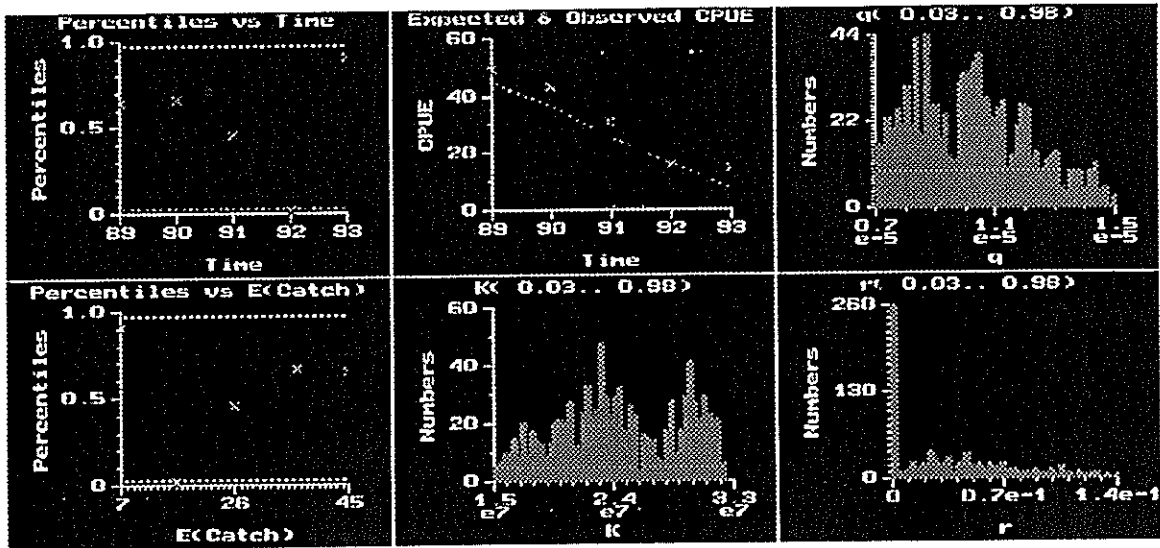 Percentiles vs Time
1.0
0.5
0
Percentiles
89 90 91 92 93
Time
Expected & Observed CPUE
60
40
20
0
CPUE
89 90 91 92 93
Time
q( 0.03.. 0.98)
44
22
0
Numbers
0.7 1.1 1.5
e-5 e-5 e-5
q
Percentiles vs E(Catch)
1.0
0.5
0
Percentiles
7 26 45
E(Catch)
K( 0.03.. 0.98)
60
40
20
0
Numbers
1.5 2.4 3.3
e7 e7 e7
K
r( 0.03.. 0.98)
260
130
0
Numbers
0 0.7e-1 1.4e-1
r